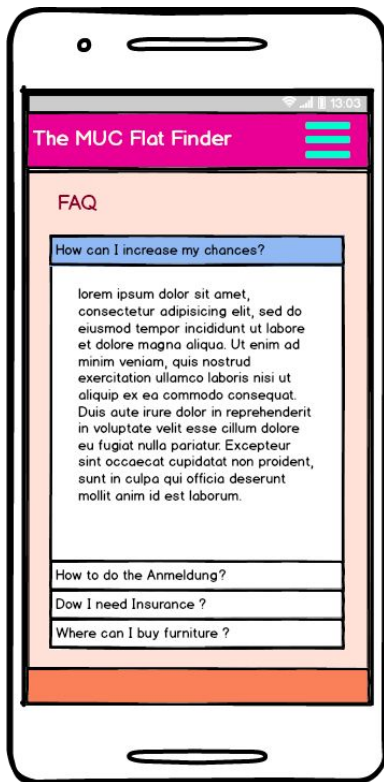 13:03
The MUC Flat Finder
FAQ
How can I increase my chances?
lorem ipsum dolor sit amet,
consectetur adipisicing elit, sed do
eiusmod tempor incididunt ut labore
et dolore magna aliqua. Ut enim ad
minim veniam, quis nostrud
exercitation ullamco laboris nisi ut
aliquip ex ea commodo consequat.
Duis aute irure dolor in reprehenderit
in voluptate velit esse cillum dolore
eu fugiat nulla pariatur. Excepteur
sint occaecat cupidatat non proident,
sunt in culpa qui officia deserunt
mollit anim id est laborum.
How to do the Anmeldung?
Dow I need Insurance ?
Where can I buy furniture ?